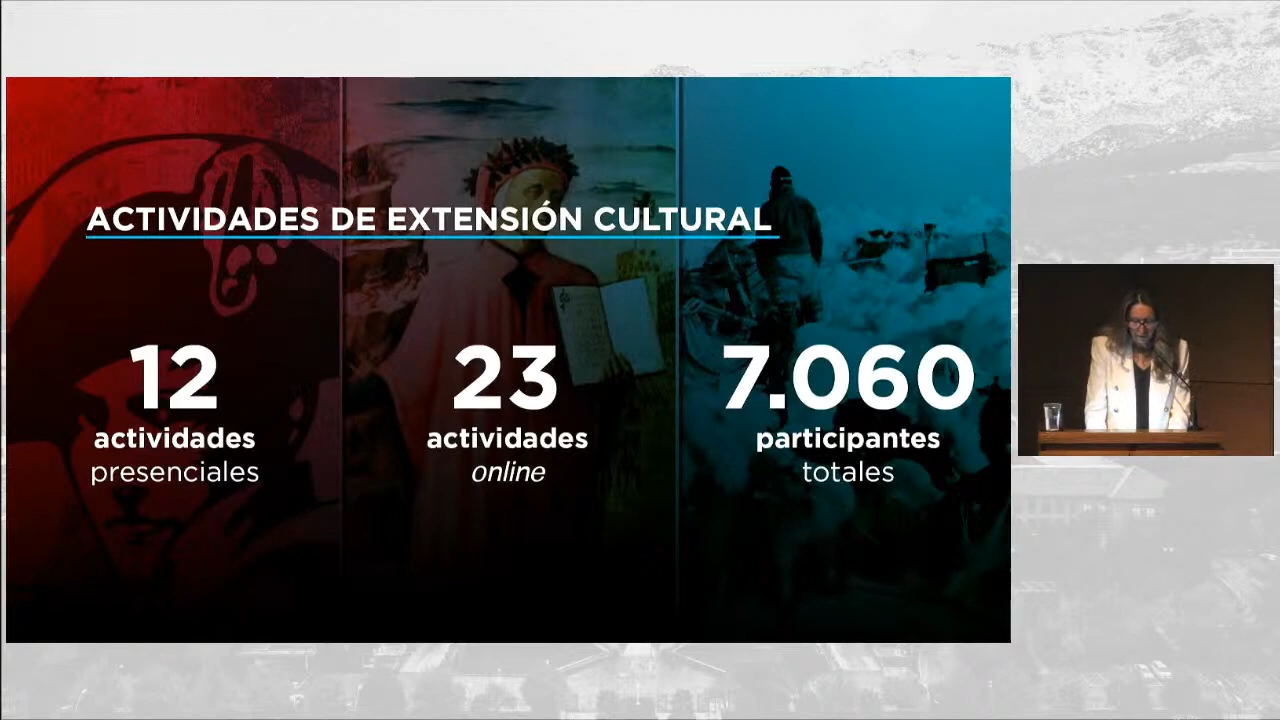 ACTIVIDADES DE EXTENSIÓN CULTURAL
12
actividades
presenciales
23
actividades
online
7.060
participantes
totales